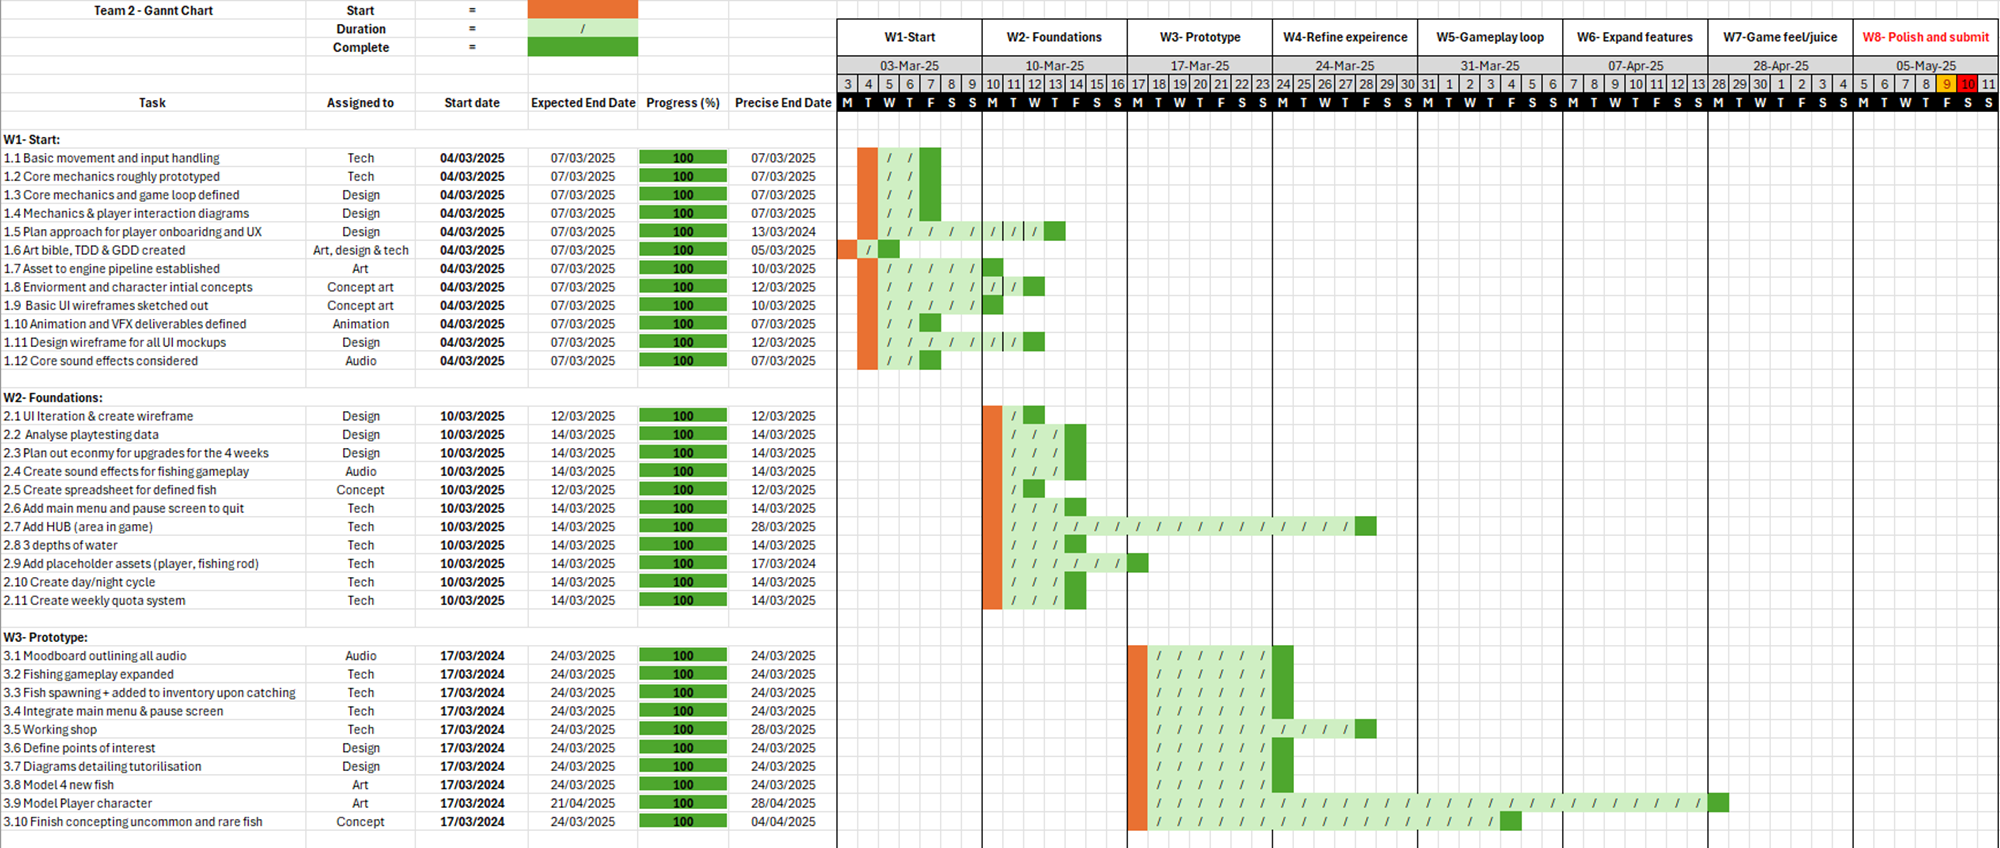 Team 2 - Gannt Chart Start =
Duration = /
Complete =
W1-Start W2- Foundations W3- Prototype W4-Refine expeirence W5-Gameplay loop W6- Expand features W7-Game feel/juice W8- Polish and submit
03-Mar-25 10-Mar-25 17-Mar-25 24-Mar-25 31-Mar-25 07-Apr-25 28-Apr-25 05-May-25
3 4 5 6 7 8 9 10 11 12 13 14 15 16 17 18 19 20 21 22 23 24 25 26 27 28 29 30 31 1 2 3 4 5 6 7 8 9 10 11 12 13 28 29 30 1 2 3 4 5 6 7 8 9 10 11
Task Assigned to Start date Expected End Date Progress (%) Precise End Date M T W T F S S M T W T F S S M T W T F S S M T W T F S S M T W T F S S M T W T F S S M T W T F S S M T W T F S S
W1- Start:
1.1 Basic movement and input handling Tech 04/03/2025 07/03/2025 100 07/03/2025 / /
1.2 Core mechanics roughly prototyped Tech 04/03/2025 07/03/2025 100 07/03/2025 / /
1.3 Core mechanics and game loop defined Design 04/03/2025 07/03/2025 100 07/03/2025 / /
1.4 Mechanics & player interaction diagrams Design 04/03/2025 07/03/2025 100 07/03/2025 / /
1.5 Plan approach for player onboaridng and UX Design 04/03/2025 07/03/2025 100 13/03/2024 / / / / / / / /
1.6 Art bible, TDD & GDD created Art, design & tech 04/03/2025 07/03/2025 100 05/03/2025 /
1.7 Asset to engine pipeline established Art 04/03/2025 07/03/2025 100 10/03/2025 / / / / /
1.8 Enviorment and character intial concepts Concept art 04/03/2025 07/03/2025 100 12/03/2025 / / / / / / /
1.9 Basic UI wireframes sketched out Concept art 04/03/2025 07/03/2025 100 10/03/2025 / / / / /
1.10 Animation and VFX deliverables defined Animation 04/03/2025 07/03/2025 100 07/03/2025 / /
1.11 Design wireframe for all UI mockups Design 04/03/2025 07/03/2025 100 12/03/2025 / / / / / / /
1.12 Core sound effects considered Audio 04/03/2025 07/03/2025 100 07/03/2025 / /
W2- Foundations:
2.1 UI Iteration & create wireframe Design 10/03/2025 12/03/2025 100 12/03/2025 /
2.2 Analyse playtesting data Design 10/03/2025 14/03/2025 100 14/03/2025 / / /
2.3 Plan out econmy for upgrades for the 4 weeks Design 10/03/2025 14/03/2025 100 14/03/2025 / / /
2.4 Create sound effects for fishing gameplay Audio 10/03/2025 14/03/2025 100 14/03/2025 / / /
2.5 Create spreadsheet for defined fish Concept 10/03/2025 12/03/2025 100 12/03/2025 /
2.6 Add main menu and pause screen to quit Tech 10/03/2025 14/03/2025 100 14/03/2025 / / /
2.7 Add HUB (area in game) Tech 10/03/2025 14/03/2025 100 28/03/2025 / / / / / / / / / / / / / / / / /
2.8 3 depths of water Tech 10/03/2025 14/03/2025 100 14/03/2025 / / /
2.9 Add placeholder assets (player, fishing rod) Tech 10/03/2025 14/03/2025 100 17/03/2024 / / / / / /
2.10 Create day/night cycle Tech 10/03/2025 14/03/2025 100 14/03/2025 / / /
2.11 Create weekly quota system Tech 10/03/2025 14/03/2025 100 14/03/2025 / / /
W3- Prototype:
3.1 Moodboard outlining all audio Audio 17/03/2024 24/03/2025 100 24/03/2025 / / / / / /
3.2 Fishing gameplay expanded Tech 17/03/2024 24/03/2025 100 24/03/2025 / / / / / /
3.3 Fish spawning + added to inventory upon catching Tech 17/03/2024 24/03/2025 100 24/03/2025 / / / / / /
3.4 Integrate main menu & pause screen Tech 17/03/2024 24/03/2025 100 24/03/2025 / / / / / /
3.5 Working shop Tech 17/03/2024 24/03/2025 100 28/03/2025 / / / / / / / / / /
3.6 Define points of interest Design 17/03/2024 24/03/2025 100 24/03/2025 / / / / / /
3.7 Diagrams detailing tutorilisation Design 17/03/2024 24/03/2025 100 24/03/2025 / / / / / /
3.8 Model 4 new fish Art 17/03/2024 24/03/2025 100 24/03/2025 / / / / / /
3.9 Model Player character Art 17/03/2024 21/04/2025 100 28/04/2025 / / / / / / / / / / / / / / / / / / / / / / / / / / /
3.10 Finish concepting uncommon and rare fish Concept 17/03/2024 24/03/2025 100 04/04/2025 / / / / / / / / / / / / / / / / /